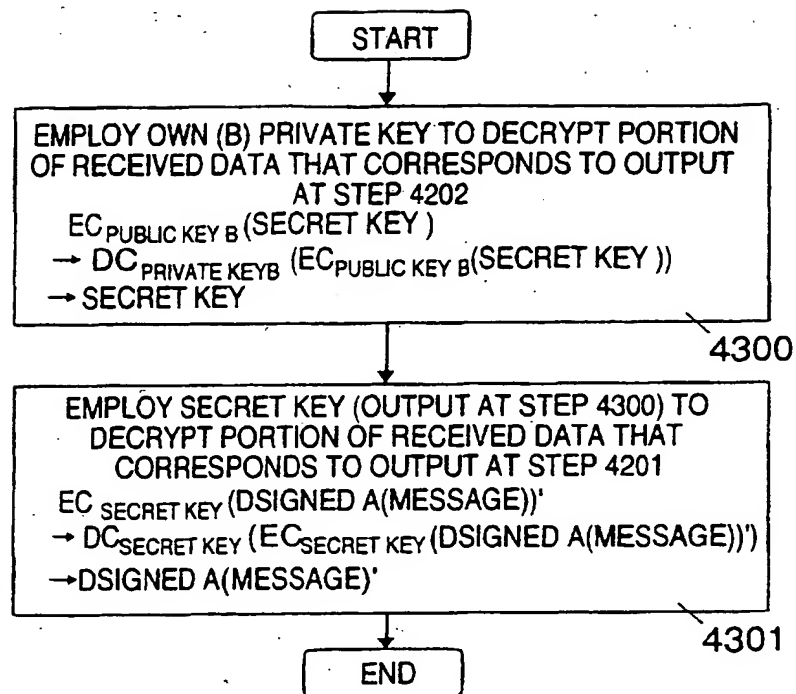 START
EMPLOY OWN (B) PRIVATE KEY TO DECRYPT PORTION
OF RECEIVED DATA THAT CORRESPONDS TO OUTPUT
AT STEP 4202
EC PUBLIC KEY B (SECRET KEY )
→ DC PRIVATE KEYB (EC PUBLIC KEY B(SECRET KEY ))
→ SECRET KEY
4300
EMPLOY SECRET KEY (OUTPUT AT STEP 4300) TO
DECRYPT PORTION OF RECEIVED DATA THAT
CORRESPONDS TO OUTPUT AT STEP 4201
EC SECRET KEY (DSIGNED A(MESSAGE))'
→ DC SECRET KEY (EC SECRET KEY (DSIGNED A(MESSAGE))')
→DSIGNED A(MESSAGE)'
4301
END